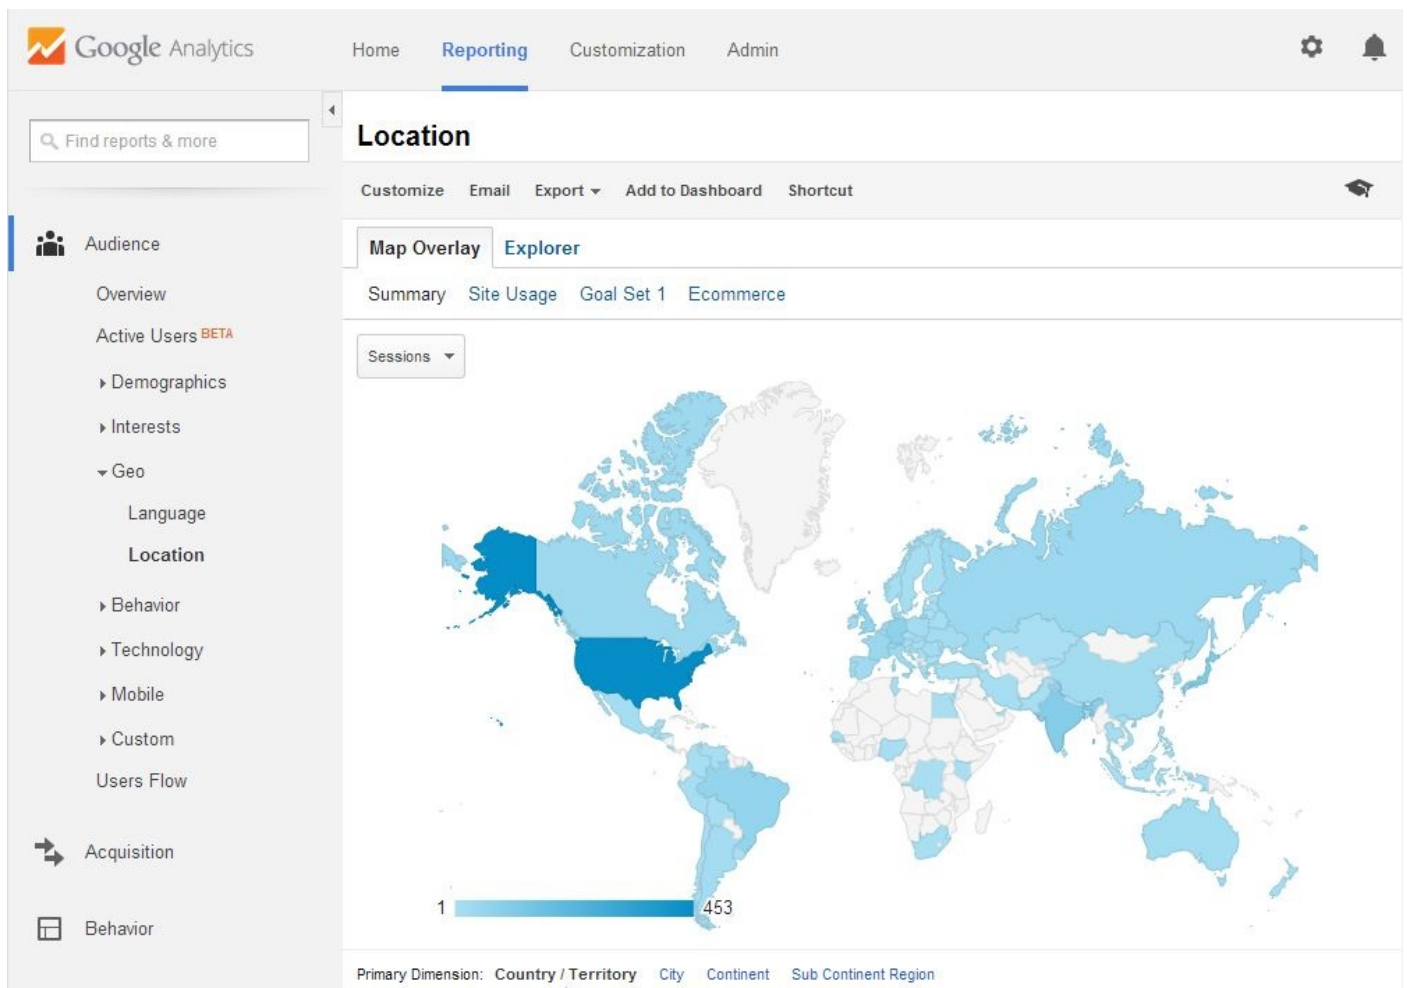 Google Analytics
Home Reporting Customization Admin
Find reports & more
Location
Customize Email Export Add to Dashboard Shortcut
Audience
Map Overlay Explorer
Overview
Summary Site Usage Goal Set 1 Ecommerce
Active Users BETA
Sessions
Demographics
Interests
Geo
Language
Location
Behavior
Technology
Mobile
Custom
Users Flow
Acquisition
1 453
Behavior
Primary Dimension: Country / Territory City Continent Sub Continent Region